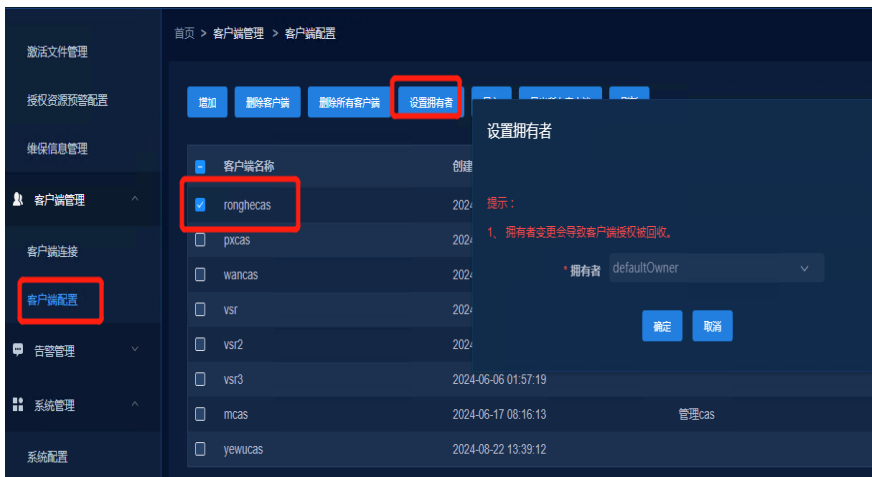 首页 > 客户端管理 > 客户端配置
激活文件管理
授权资源预警配置
维保信息管理
客户端管理
客户端连接
客户端配置
告警管理
系统管理
系统配置
增加 删除客户端 删除所有客户端 设置拥有者
客户端名称 创建
ronghecas 2024
pxcas 2024
wancas 2024
vsr 2024
vsr2 2024
vsr3 2024-06-06 01:57:19
mcas 2024-06-17 08:16:13 管理cas
yewucas 2024-08-22 13:39:12
设置拥有者
提示：
1、 拥有者变更会导致客户端授权被回收。
* 拥有者 defaultOwner
确定 取消